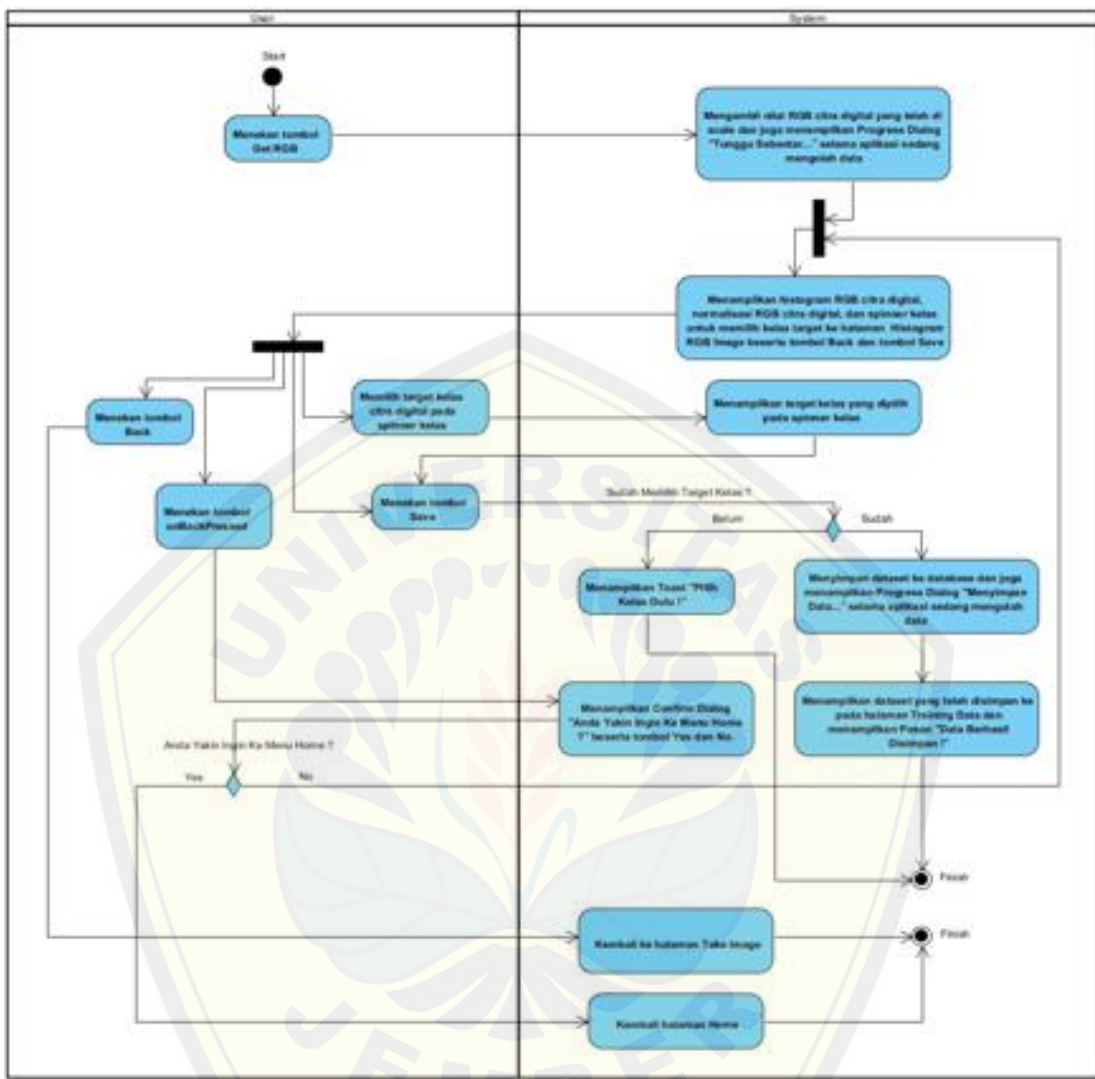 User
System
Start
Menekan tombol
Get RGB
Mengambil nilai RGB citra digital yang telah di
scale dan juga menampilkan Progress Dialog
"Tunggu Sebentar..." selama aplikasi sedang
mengolah data
Menampilkan histogram RGB citra digital,
normalisasi RGB citra digital, dan spinner kelas
untuk memilih kelas target ke halaman Histogram
RGB Image beserta tombol Back dan tombol Save
Menekan tombol
Back
Memilih target kelas
citra digital pada
spinner kelas
Menampilkan target kelas yang dipilih
pada spinner kelas
Menekan tombol
onBackPressed
Menekan tombol
Save
Sudah Memilih Target Kelas ?
Belum
Sudah
Menampilkan Toast "Pilih
Kelas Dulu !"
Menyimpan dataset ke database dan juga
menampilkan Progress Dialog "Menyimpan
Data..." selama aplikasi sedang mengolah
data
Menampilkan Confirm Dialog
"Anda Yakin Ingin Ke Menu Home
?" beserta tombol Yes dan No.
Menampilkan dataset yang telah disimpan ke
pada halaman Training Data dan
menampilkan Pesan "Data Berhasil
Disimpan !"
Anda Yakin Ingin Ke Menu Home ?
Yes
No
Finish
Kembali ke halaman Take Image
Finish
Kembali halaman Home
UNIVERSITAS
JEMBER